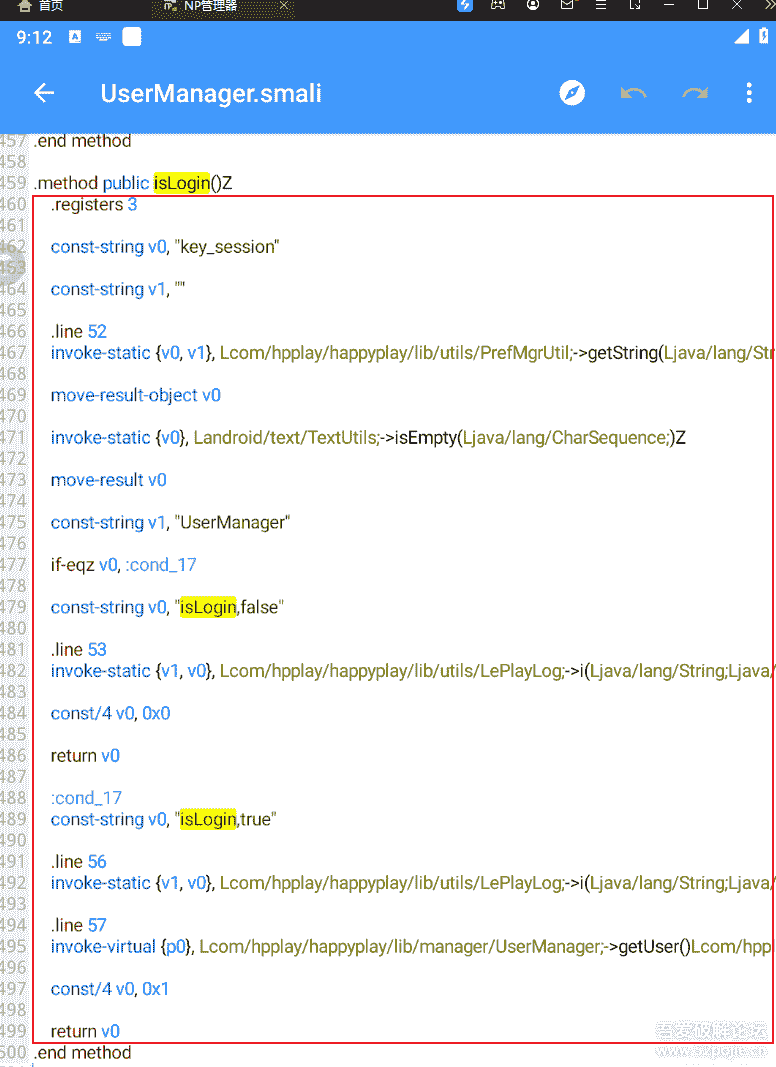 首页
NP管理器
9:12
A
UserManager.smali
457 .end method
458
459 .method public isLogin()Z
460 .registers 3
461
462 const-string v0, "key_session"
463
464 const-string v1, ""
465
466 .line 52
467 invoke-static {v0, v1}, Lcom/hpplay/happyplay/lib/utils/PrefMgrUtil;->getString(Ljava/lang/Str
468
469 move-result-object v0
470
471 invoke-static {v0}, Landroid/text/TextUtils;->isEmpty(Ljava/lang/CharSequence;)Z
472
473 move-result v0
474
475 const-string v1, "UserManager"
476
477 if-eqz v0, :cond_17
478
479 const-string v0, "isLogin,false"
480
481 .line 53
482 invoke-static {v1, v0}, Lcom/hpplay/happyplay/lib/utils/LePlayLog;->i(Ljava/lang/String;Ljava/
483
484 const/4 v0, 0x0
485
486 return v0
487
488 :cond_17
489 const-string v0, "isLogin,true"
490
491 .line 56
492 invoke-static {v1, v0}, Lcom/hpplay/happyplay/lib/utils/LePlayLog;->i(Ljava/lang/String;Ljava/
493
494 .line 57
495 invoke-virtual {p0}, Lcom/hpplay/happyplay/lib/manager/UserManager;->getUser()Lcom/hpp
496
497 const/4 v0, 0x1
498
499 return v0
500 .end method
吾爱破解论坛
www.52pojie.cn